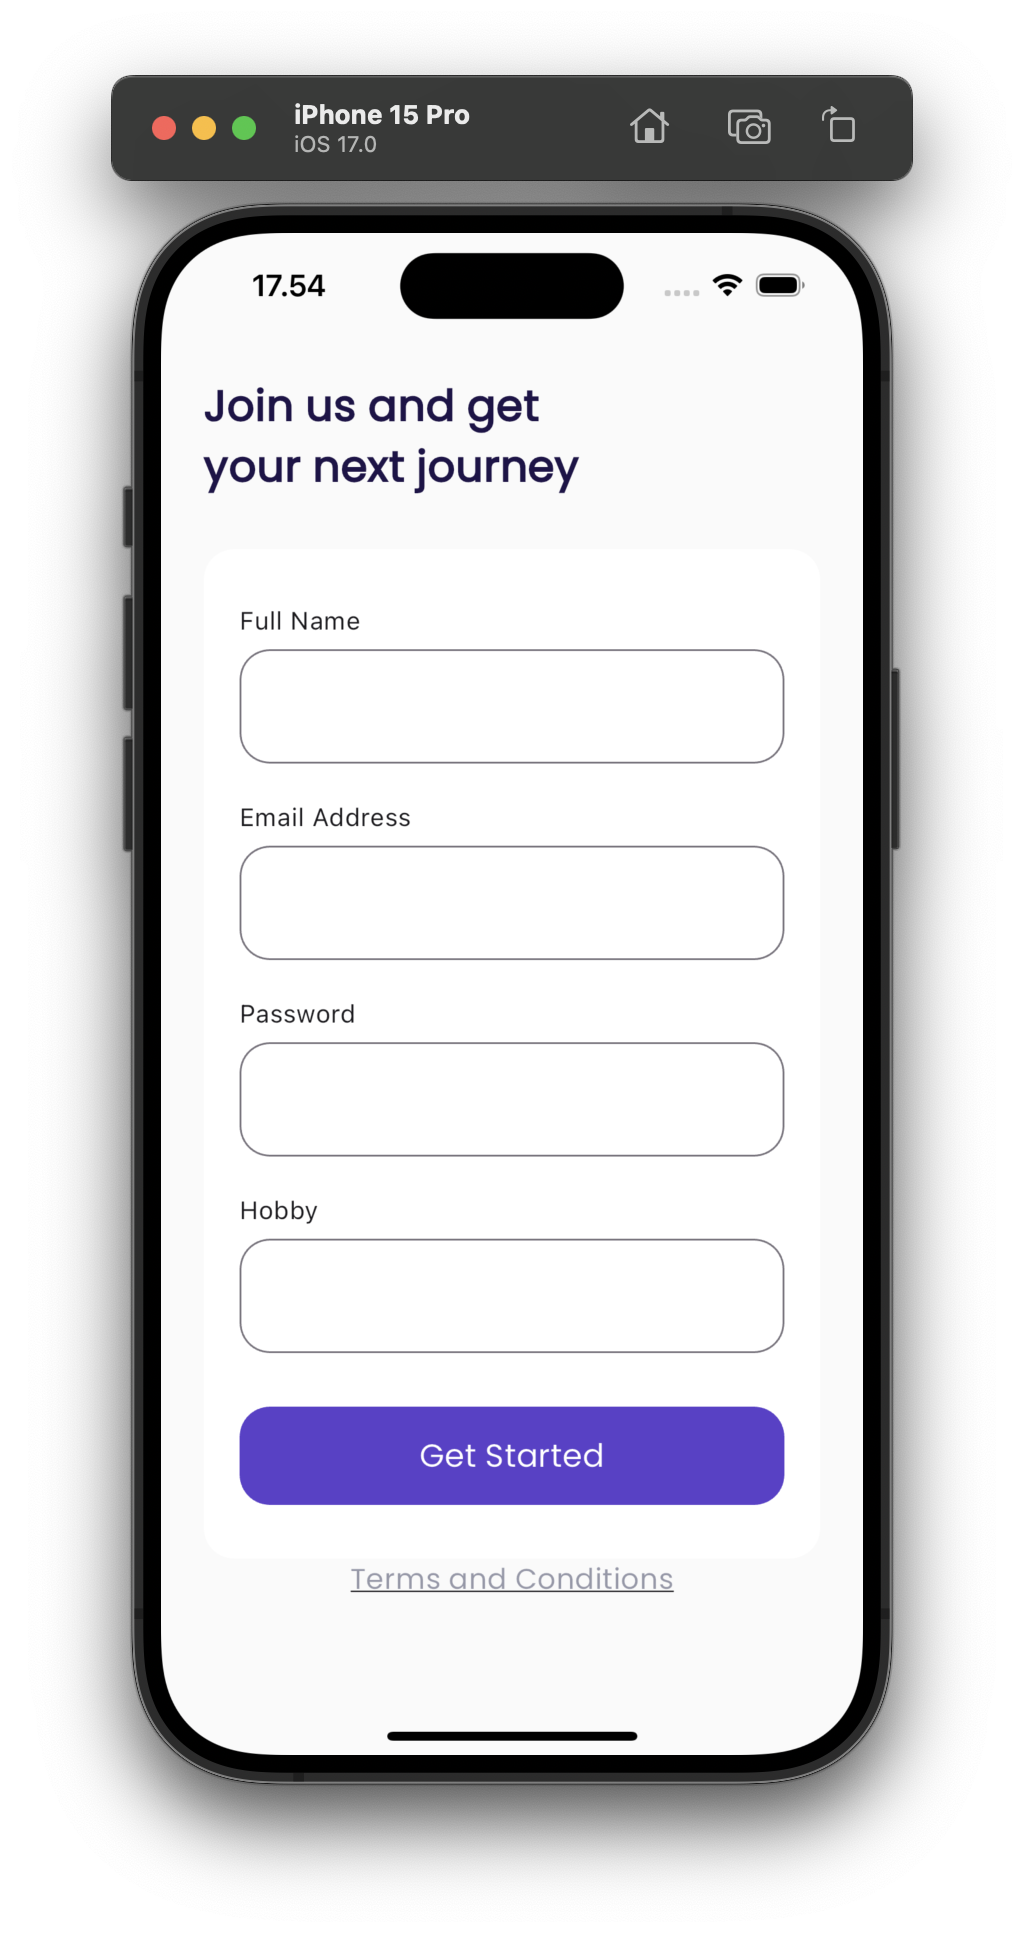 iPhone 15 Pro
iOS 17.0
17.54
Join us and get
your next journey
Full Name
Email Address
Password
Hobby
Get Started
Terms and Conditions